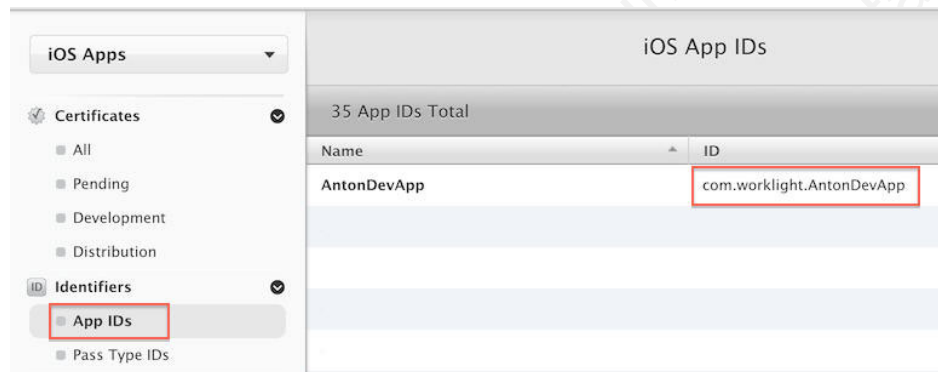 iOS Apps
Certificates
All
Pending
Development
Distribution
ID Identifiers
App IDs
Pass Type IDs
iOS App IDs
35 App IDs Total
Name ID
AntonDevApp com.worklight.AntonDevApp